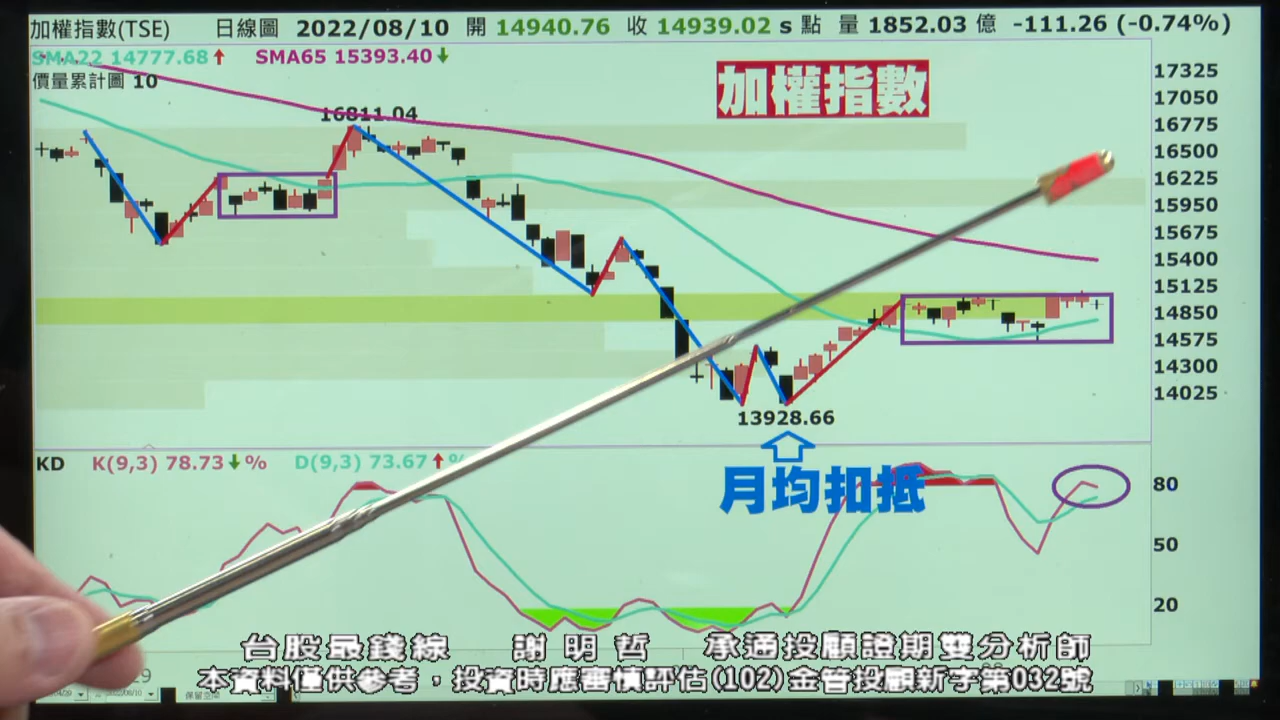 加權指數(TSE) 日線圖 2022/08/10 開 14940.76 收 14939.02 s 點 量 1852.03 億 -111.26 (-0.74%)
SMA22 14777.68 SMA65 15393.40
價量累計圖 10
加權指數
16811.04
17325
17050
16775
16500
16225
15950
15675
15400
15125
14850
14575
14300
14025
13928.66
月均扣抵
KD K(9,3) 78.73 % D(9,3) 73.67 %
80
50
20
台股最錢線 謝明哲 承通投顧證期雙分析師
本資料僅供參考，投資時應審慎評估(102)金管投顧新字第032號